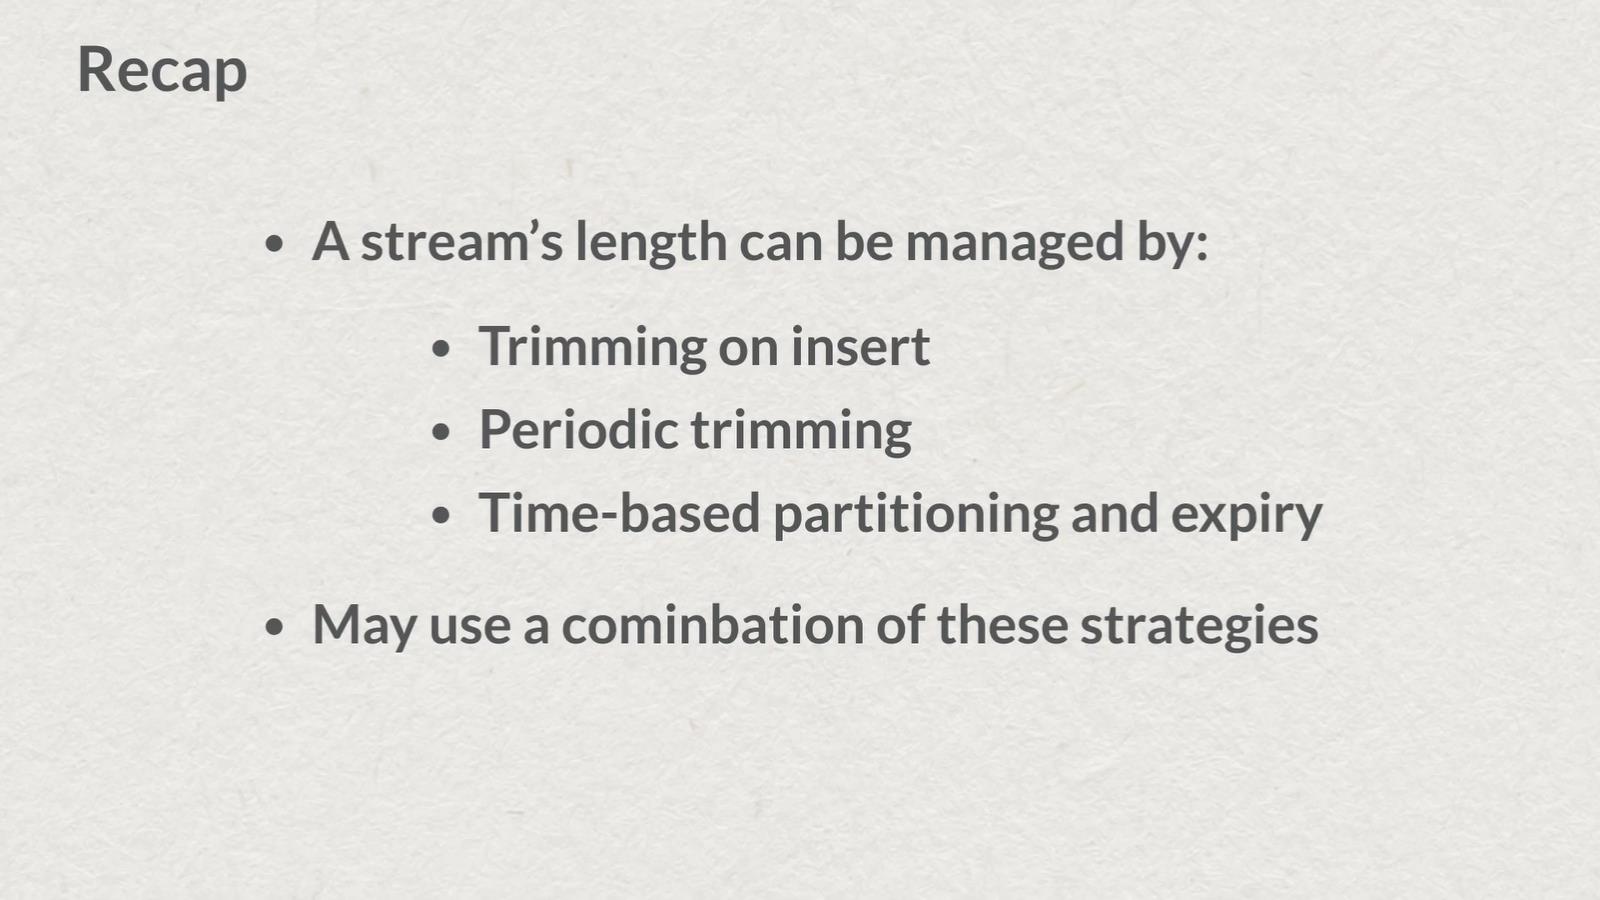 Recap
• A stream’s length can be managed by:
• Trimming on insert
• Periodic trimming
• Time-based partitioning and expiry
• May use a cominbation of these strategies